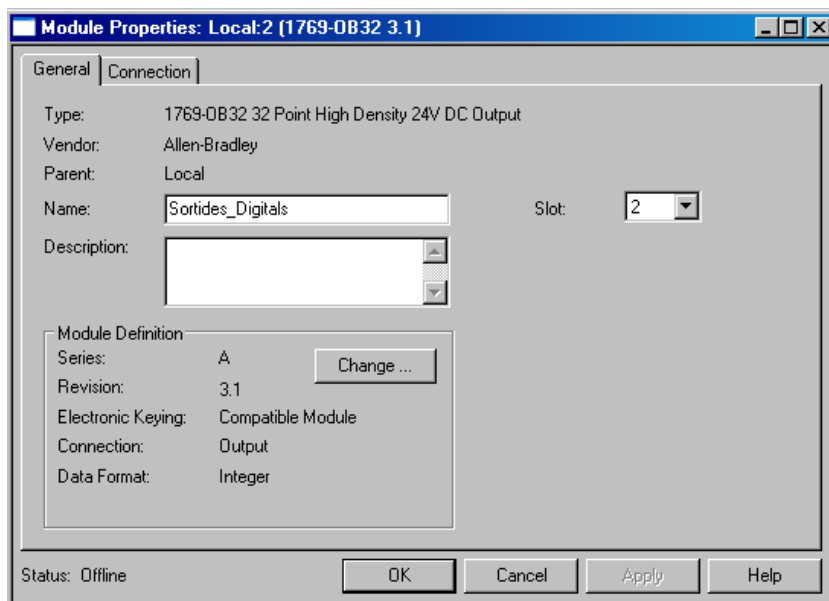 Module Properties: Local:2 (1769-OB32 3.1)
General Connection
Type: 1769-OB32 32 Point High Density 24V DC Output
Vendor: Allen-Bradley
Parent: Local
Name: Sortides_Digitals Slot: 2
Description:
Module Definition
Series: A Change ...
Revision: 3.1
Electronic Keying: Compatible Module
Connection: Output
Data Format: Integer
Status: Offline OK Cancel Apply Help